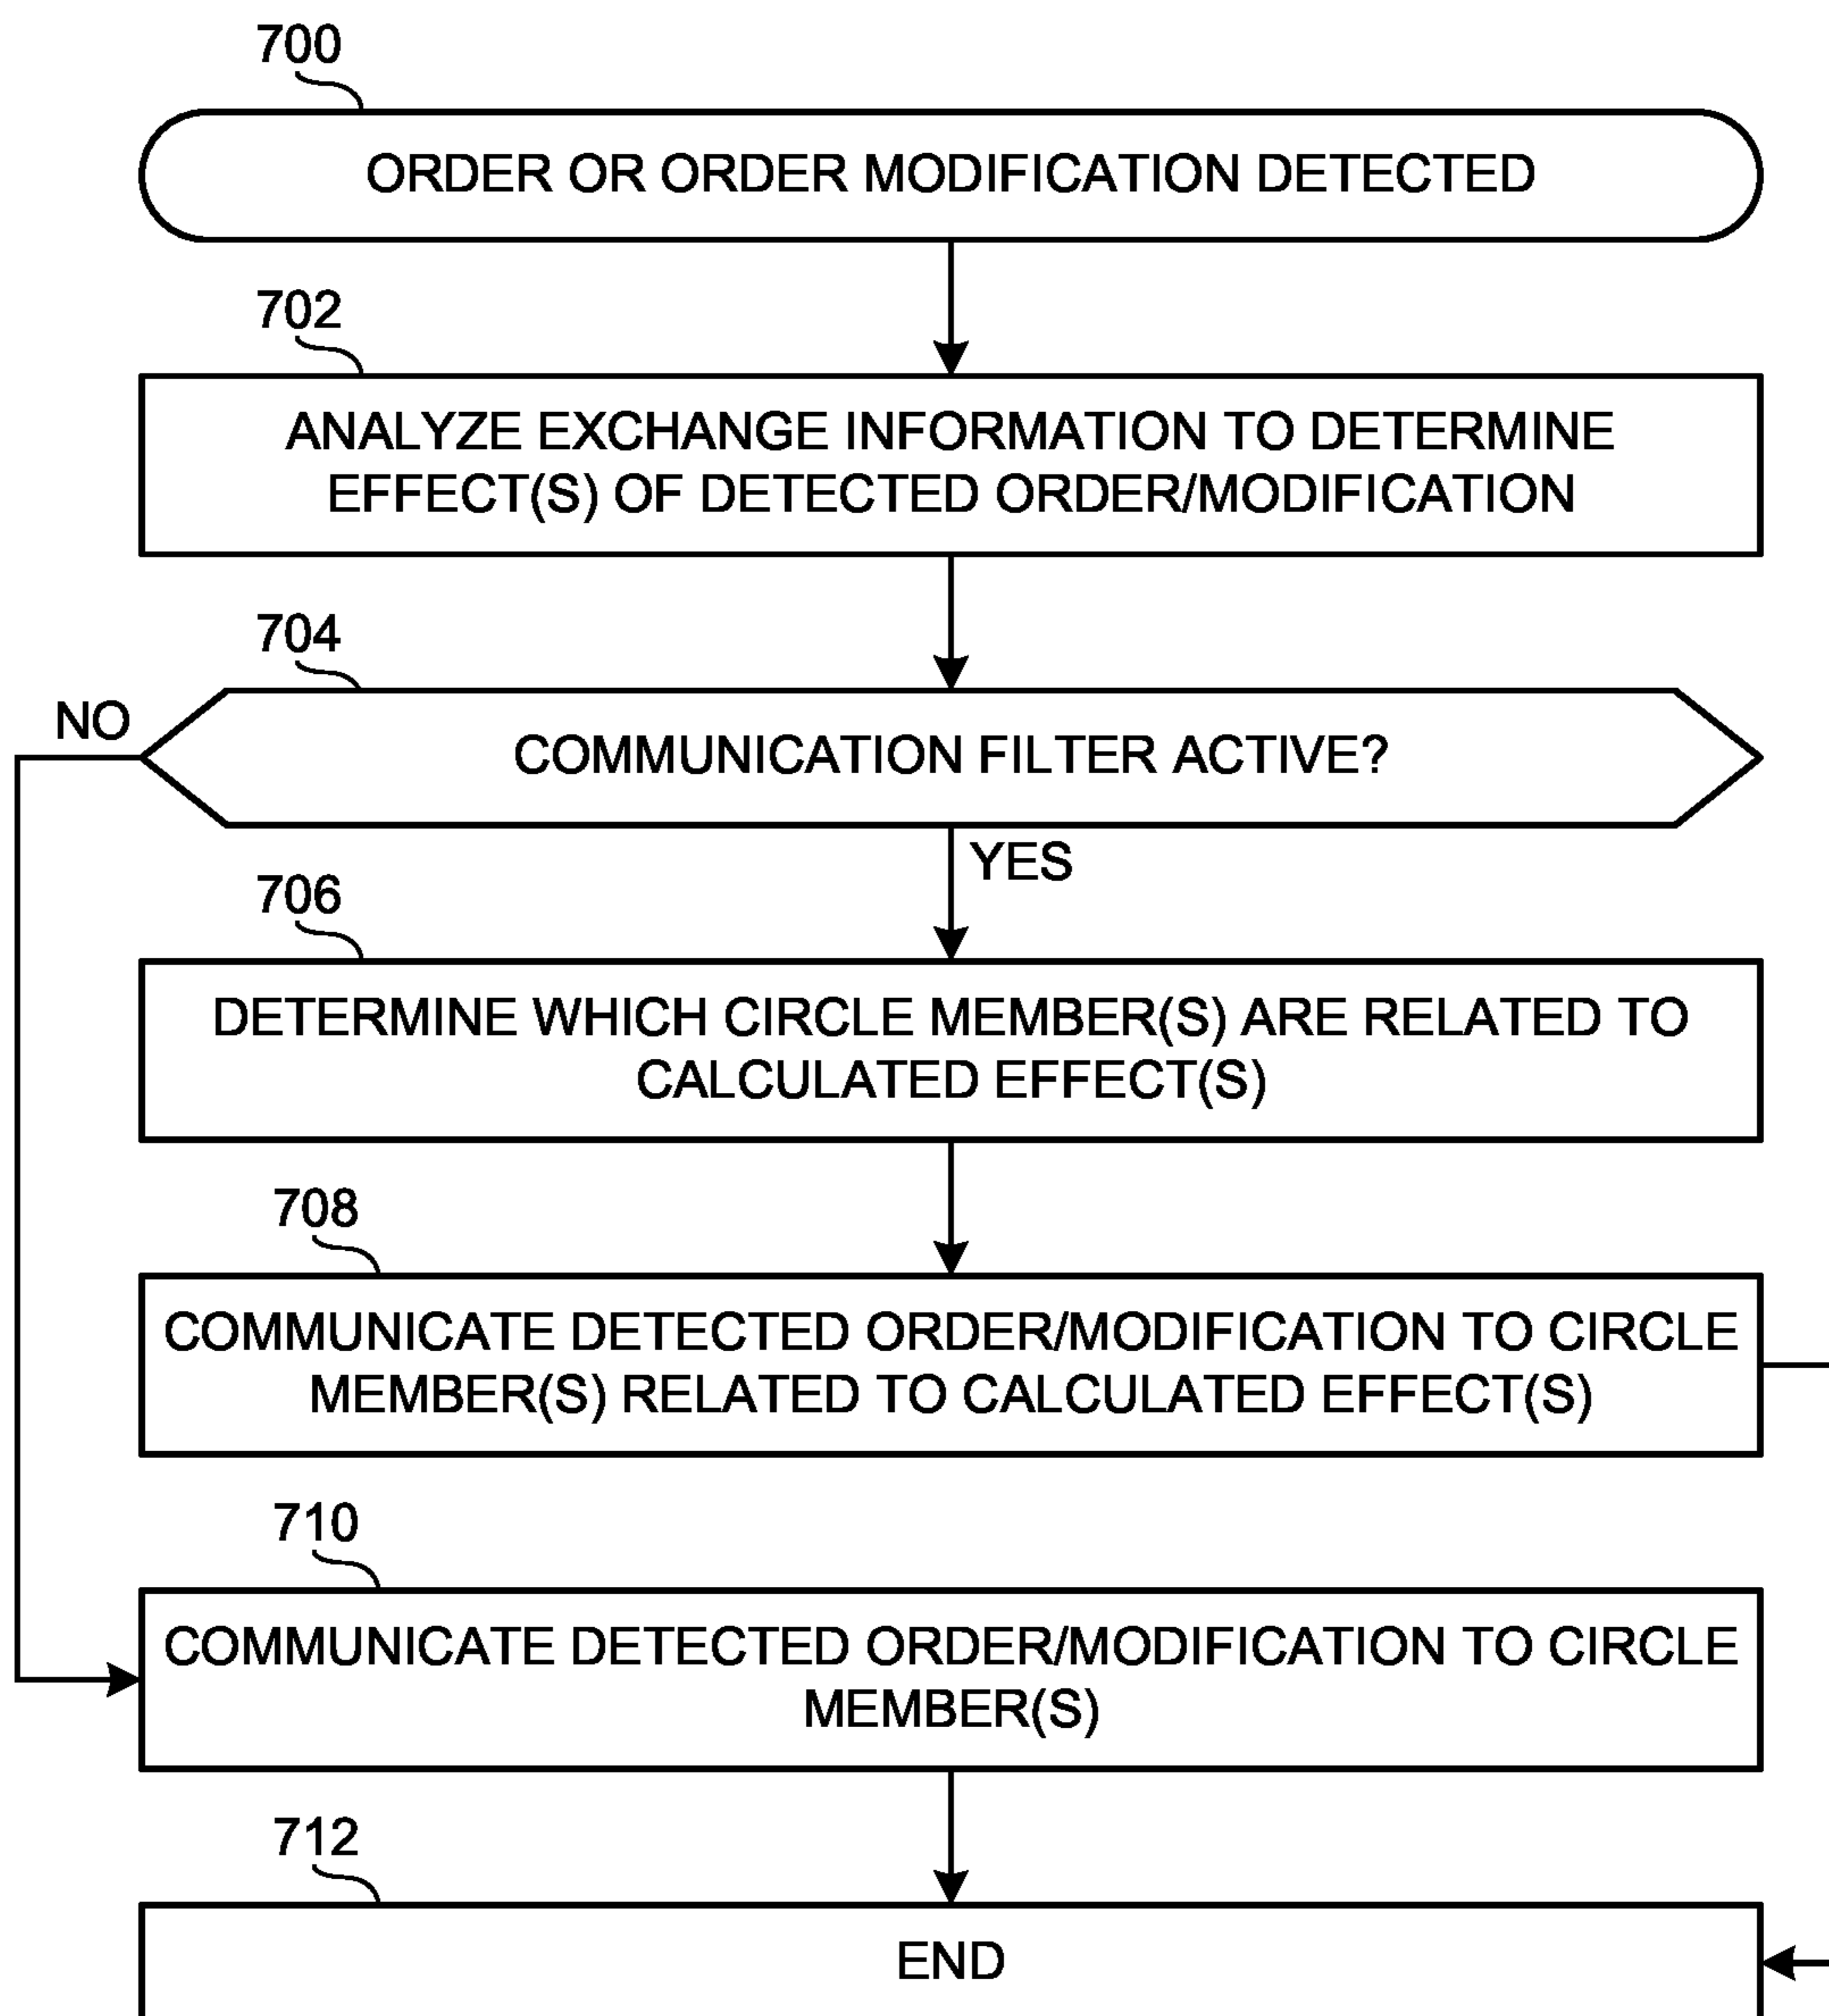 700
ORDER OR ORDER MODIFICATION DETECTED
702
ANALYZE EXCHANGE INFORMATION TO DETERMINE
EFFECT(S) OF DETECTED ORDER/MODIFICATION
704
NO
COMMUNICATION FILTER ACTIVE?
YES
706
DETERMINE WHICH CIRCLE MEMBER(S) ARE RELATED TO
CALCULATED EFFECT(S)
708
COMMUNICATE DETECTED ORDER/MODIFICATION TO CIRCLE
MEMBER(S) RELATED TO CALCULATED EFFECT(S)
710
COMMUNICATE DETECTED ORDER/MODIFICATION TO CIRCLE
MEMBER(S)
712
END